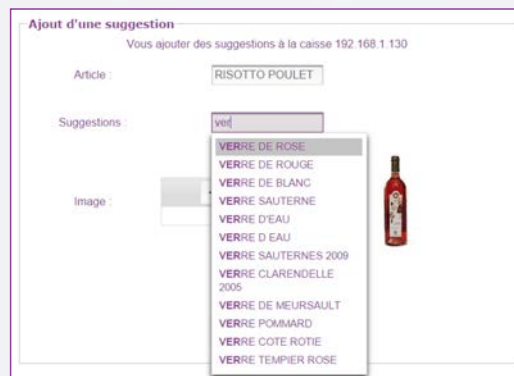 Ajout d'une suggestion
Vous ajouter des suggestions à la caisse 192.168.1.130
Article :
RISOTTO POULET
Suggestions :
ver
VERRE DE ROSE
VERRE DE ROUGE
VERRE DE BLANC
VERRE SAUTERNE
Image :
VERRE D'EAU
VERRE D EAU
VERRE SAUTERNES 2009
VERRE CLARENDELLE
2005
VERRE DE MEURSAULT
VERRE POMMARD
VERRE COTE ROTIE
VERRE TEMPIER ROSE